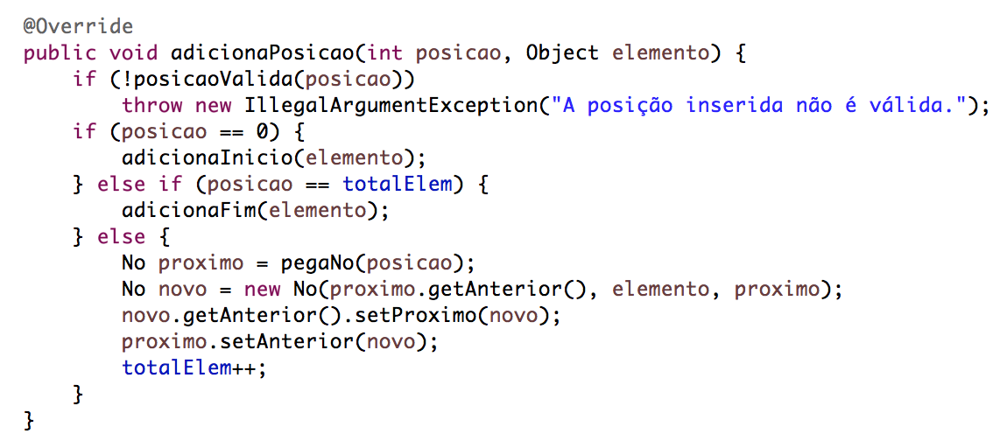 @Override
public void adicionaPosicao(int posicao, Object elemento) {
    if (!posicaoValida(posicao))
        throw new IllegalArgumentException("A posição inserida não é válida.");
    if (posicao == 0) {
        adicionaInicio(elemento);
    } else if (posicao == totalElem) {
        adicionaFim(elemento);
    } else {
        No proximo = pegaNo(posicao);
        No novo = new No(proximo.getAnterior(), elemento, proximo);
        novo.getAnterior().setProximo(novo);
        proximo.setAnterior(novo);
        totalElem++;
    }
}